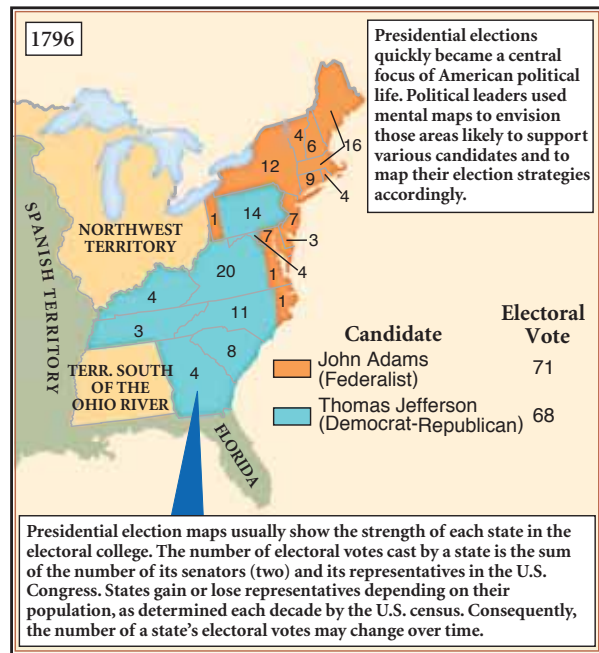 1796
Presidential elections
quickly became a central
focus of American political
life. Political leaders used
mental maps to envision
those areas likely to support
various candidates and to
map their election strategies
accordingly.
4
6
16
12
9
4
SPANISH TERRITORY
NORTHWEST
TERRITORY
1
14
7
7
3
4
20
1
4
1
11
3
8
4
TERR. SOUTH
OF THE
OHIO RIVER
FLORIDA
Candidate
Electoral
Vote
John Adams
(Federalist)
71
Thomas Jefferson
(Democrat-Republican)
68
Presidential election maps usually show the strength of each state in the
electoral college. The number of electoral votes cast by a state is the sum
of the number of its senators (two) and its representatives in the U.S.
Congress. States gain or lose representatives depending on their
population, as determined each decade by the U.S. census. Consequently,
the number of a state's electoral votes may change over time.